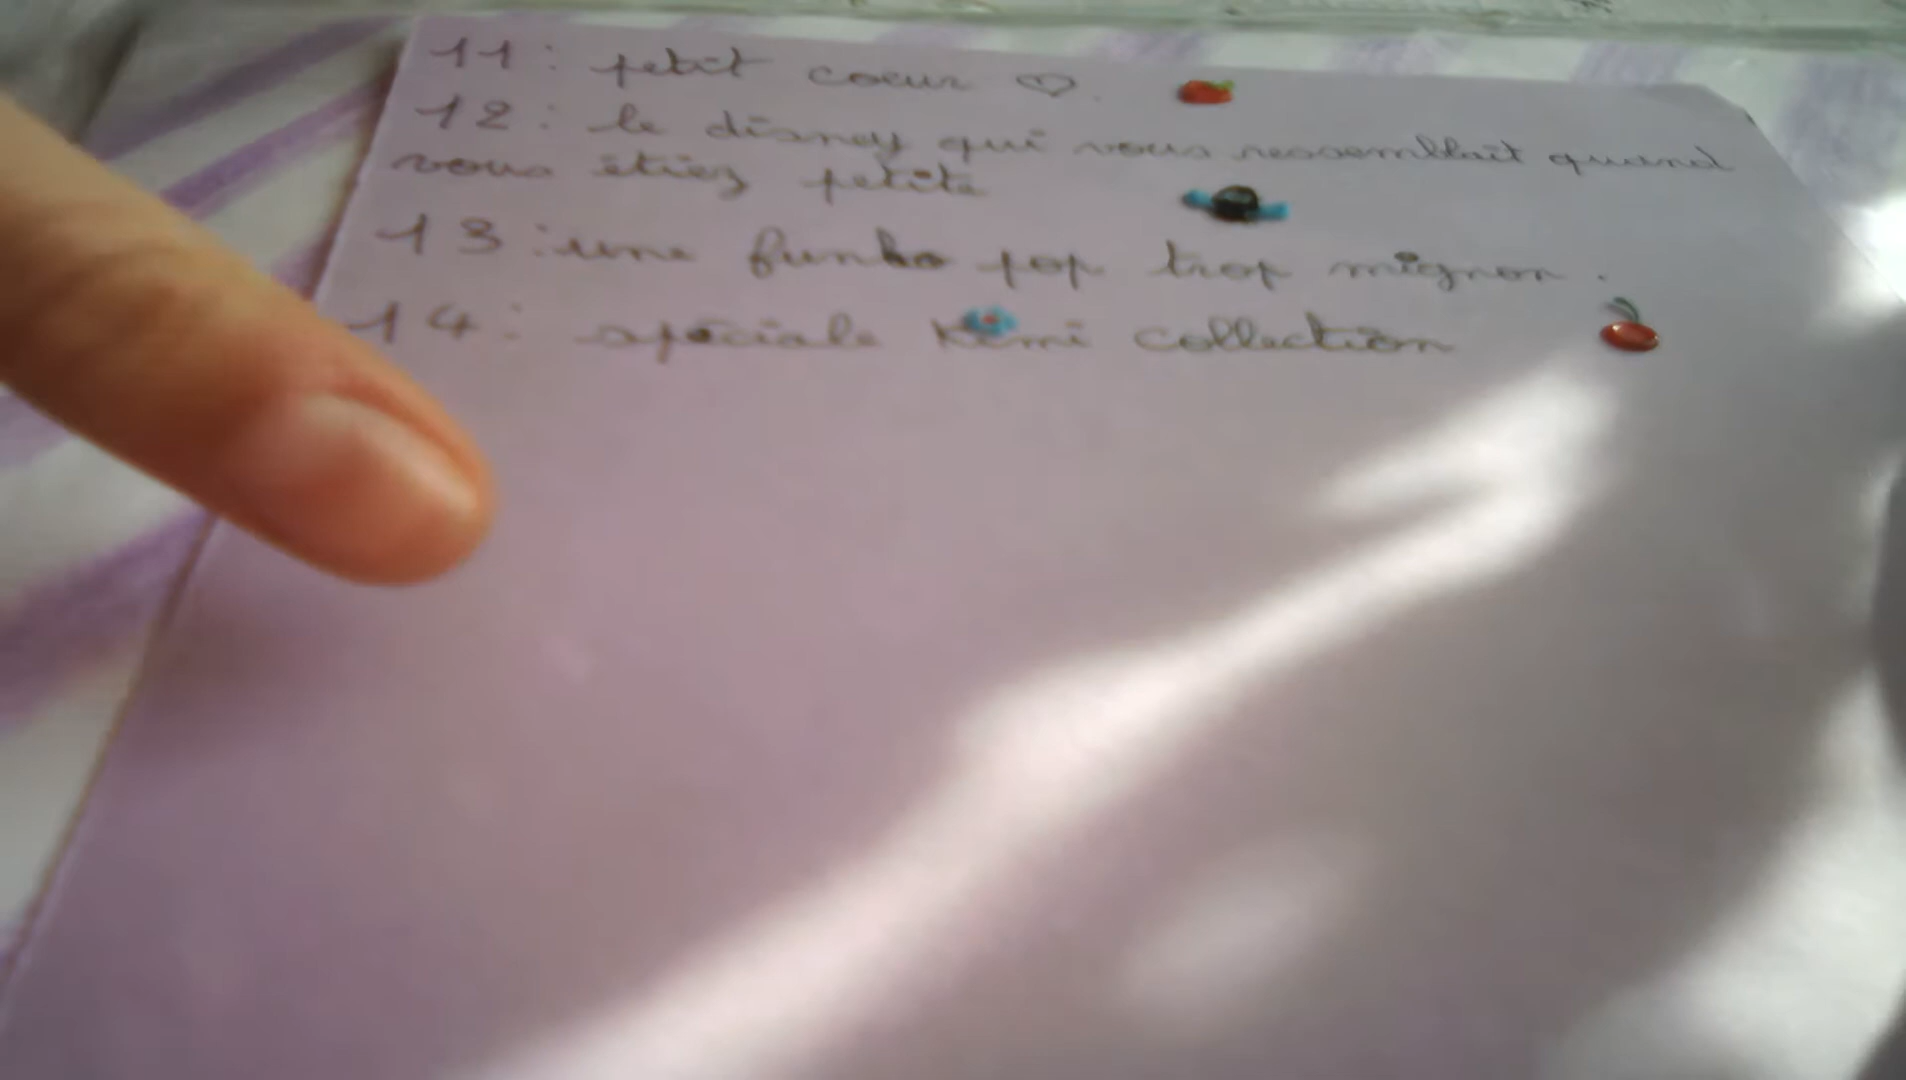 11 : petit coeur ♡.
12 : le disney qui vous ressemblait quand
vous étiez petite
13 : une funko pop trop mignon.
14 : spéciale Kimi collection